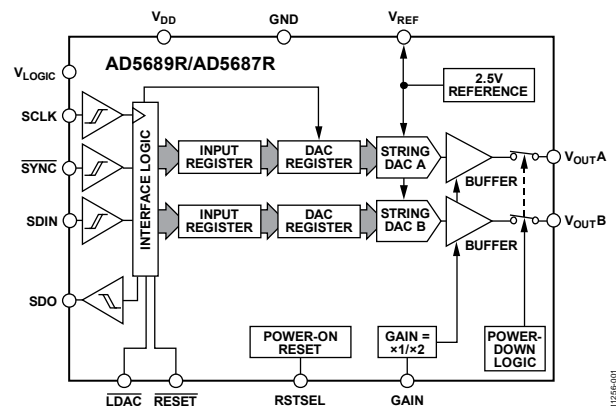 VDD
GND
VREF
AD5689R/AD5687R
VLOGIC
2.5V
REFERENCE
SCLK
SYNC
SDIN
SDO
INTERFACE LOGIC
INPUT
REGISTER
DAC
REGISTER
STRING
DAC A
BUFFER
VOUTA
INPUT
REGISTER
DAC
REGISTER
STRING
DAC B
BUFFER
VOUTB
POWER-ON
RESET
GAIN =
×1/×2
POWER-
DOWN
LOGIC
LDAC
RESET
RSTSEL
GAIN
11256-001